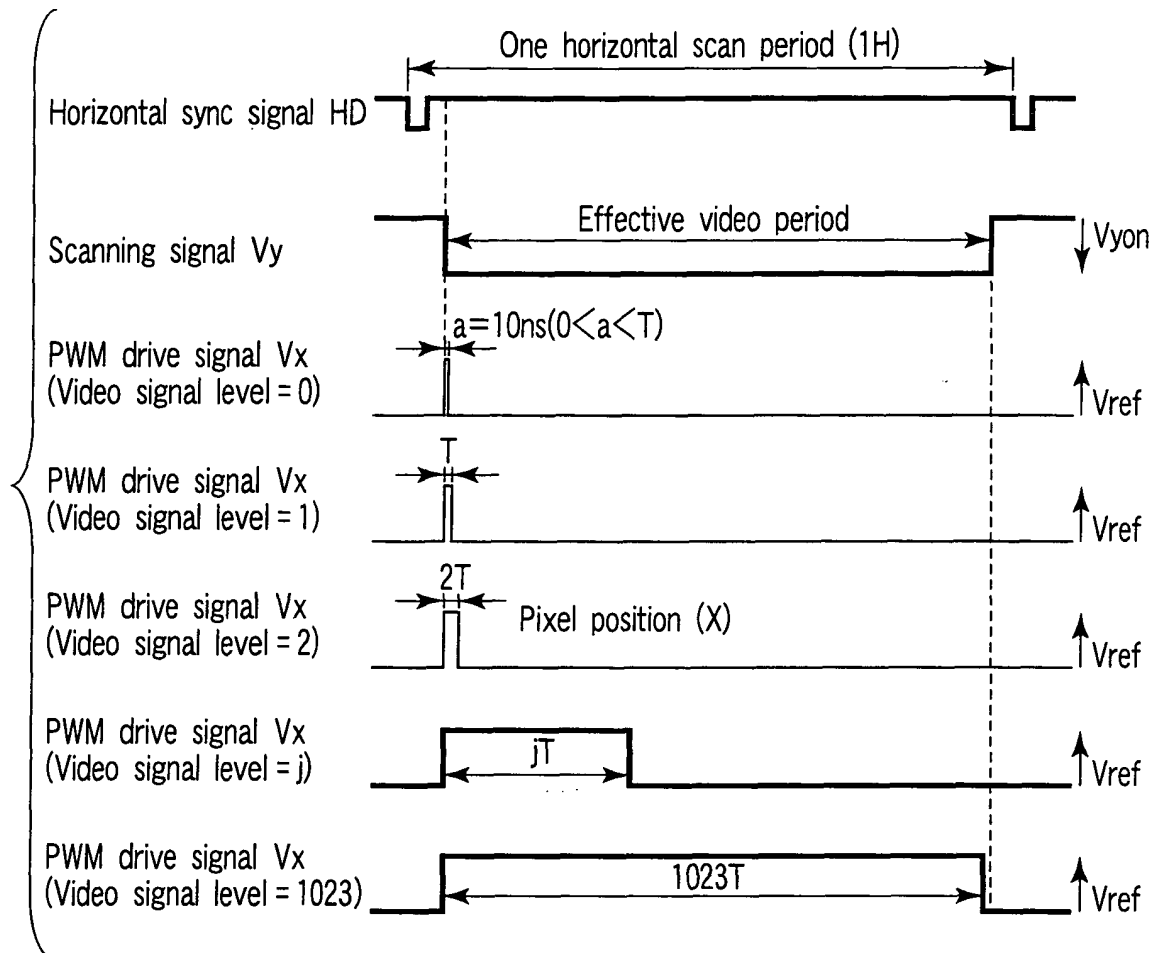 One horizontal scan period (1H)
Horizontal sync signal HD
Effective video period
Scanning signal Vy
Vyon
a=10ns(0<a<T)
PWM drive signal Vx
(Video signal level=0)
Vref
T
PWM drive signal Vx
(Video signal level=1)
Vref
2T
PWM drive signal Vx
(Video signal level=2)
Pixel position (X)
Vref
PWM drive signal Vx
(Video signal level=j)
jT
Vref
PWM drive signal Vx
(Video signal level=1023)
1023T
Vref